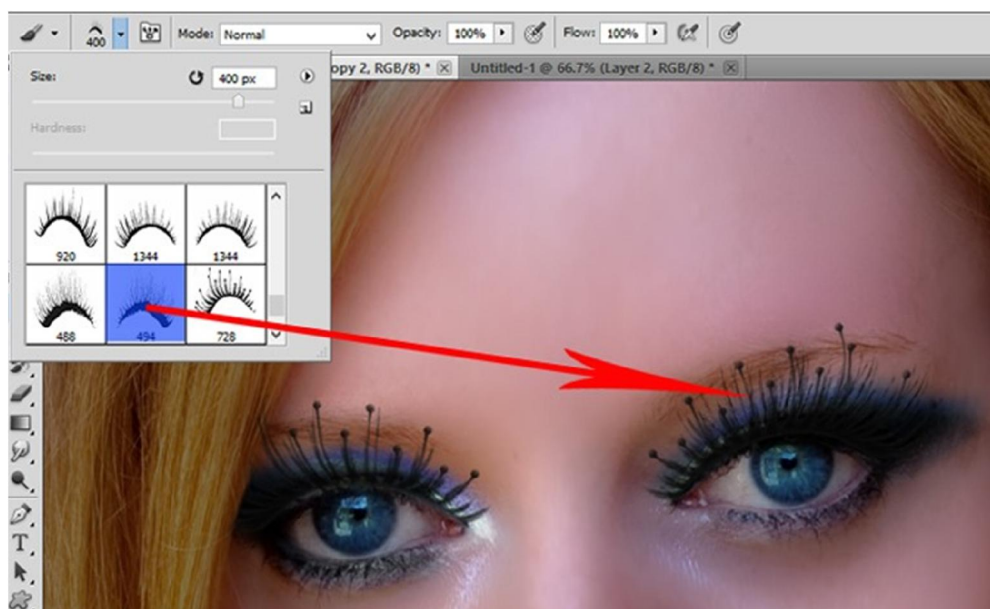 400
Mode: Normal
Opacity: 100%
Flow: 100%
opy 2, RGB/8) *
Untitled-1 @ 66.7% (Layer 2, RGB/8) *
Size: 400 px
Hardness:
920 1344 1344
488 494 728
T